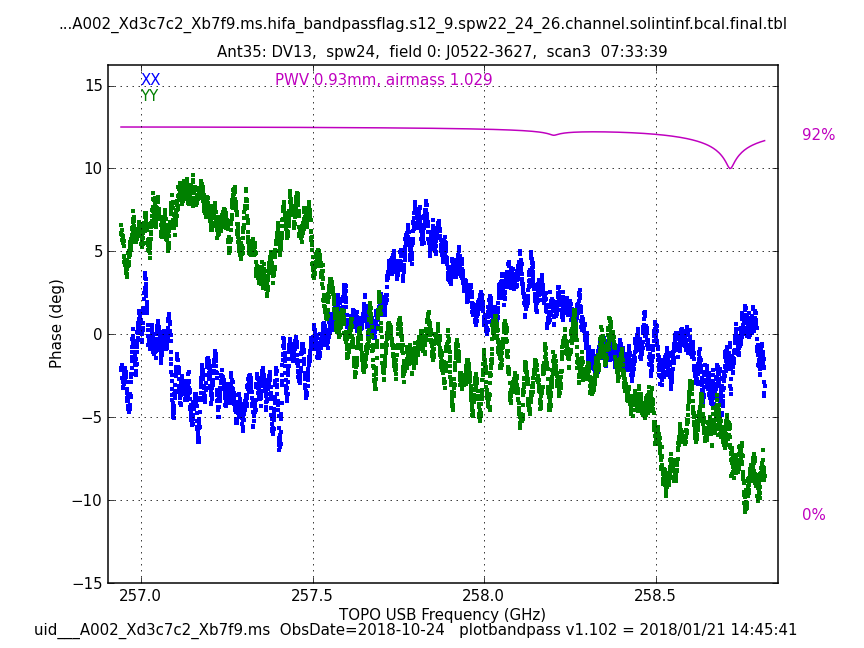 ...A002_Xd3c7c2_Xb7f9.ms.hifa_bandpassflag.s12_9.spw22_24_26.channel.solintinf.bcal.final.tbl
Ant35: DV13,  spw24,  field 0: J0522-3627,  scan3  07:33:39
XX
YY
PWV 0.93mm, airmass 1.029
92%
0%
15
10
5
0
−5
−10
−15
Phase (deg)
257.0
257.5
258.0
258.5
TOPO USB Frequency (GHz)
uid___A002_Xd3c7c2_Xb7f9.ms  ObsDate=2018-10-24   plotbandpass v1.102 = 2018/01/21 14:45:41